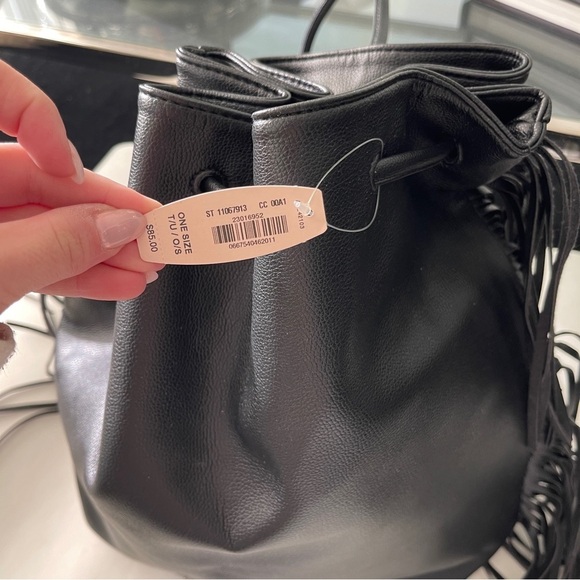 ST 11067913 CC 00A1
23016952
0667540462011
ONE SIZE
T/U / O/S
$85.00